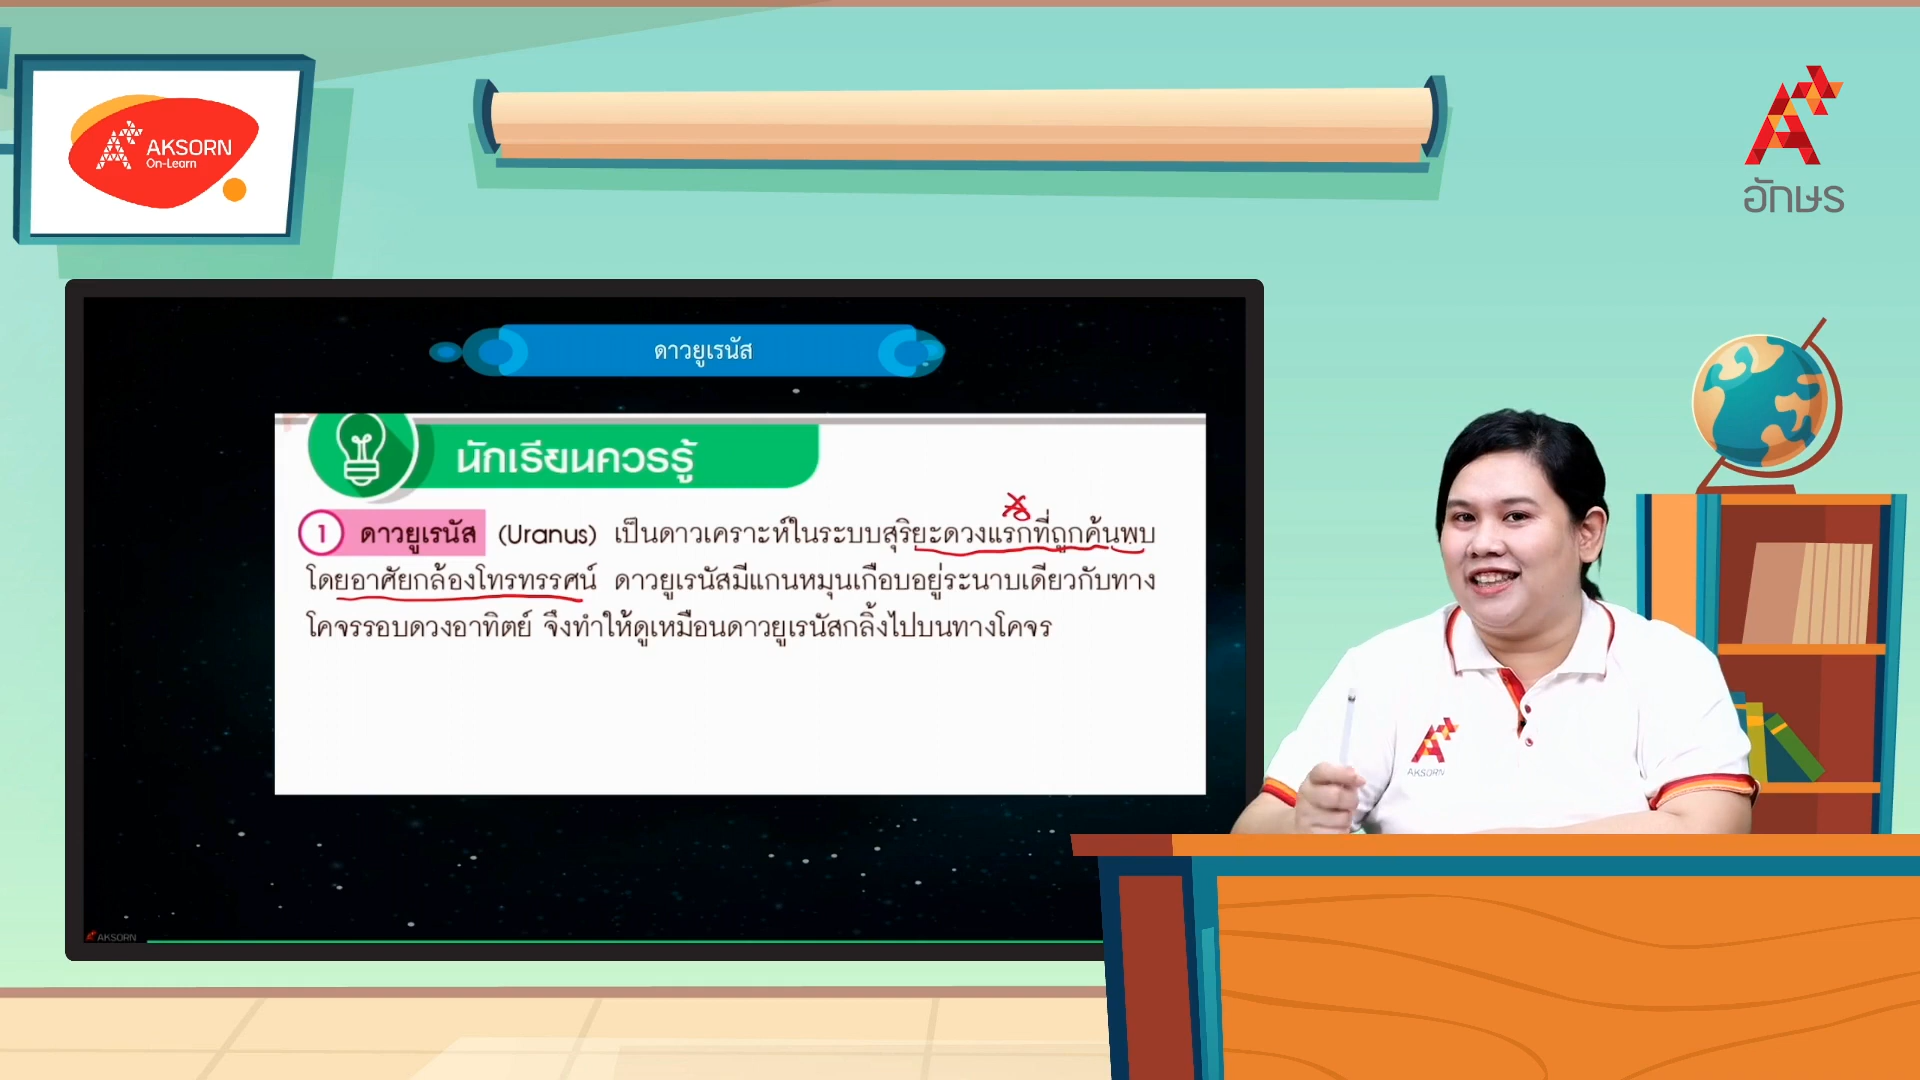 AKSORN
On-Learn
อักษร
ดาวยูเรนัส
นักเรียนควรรู้
1 ดาวยูเรนัส (Uranus) เป็นดาวเคราะห์ในระบบสุริยะดวงแรกที่ถูกค้นพบ
โดยอาศัยกล้องโทรทรรศน์ ดาวยูเรนัสมีแกนหมุนเกือบอยู่ระนาบเดียวกับทาง
โคจรรอบดวงอาทิตย์ จึงทำให้ดูเหมือนดาวยูเรนัสกลิ้งไปบนทางโคจร
AKSORN
AKSORN